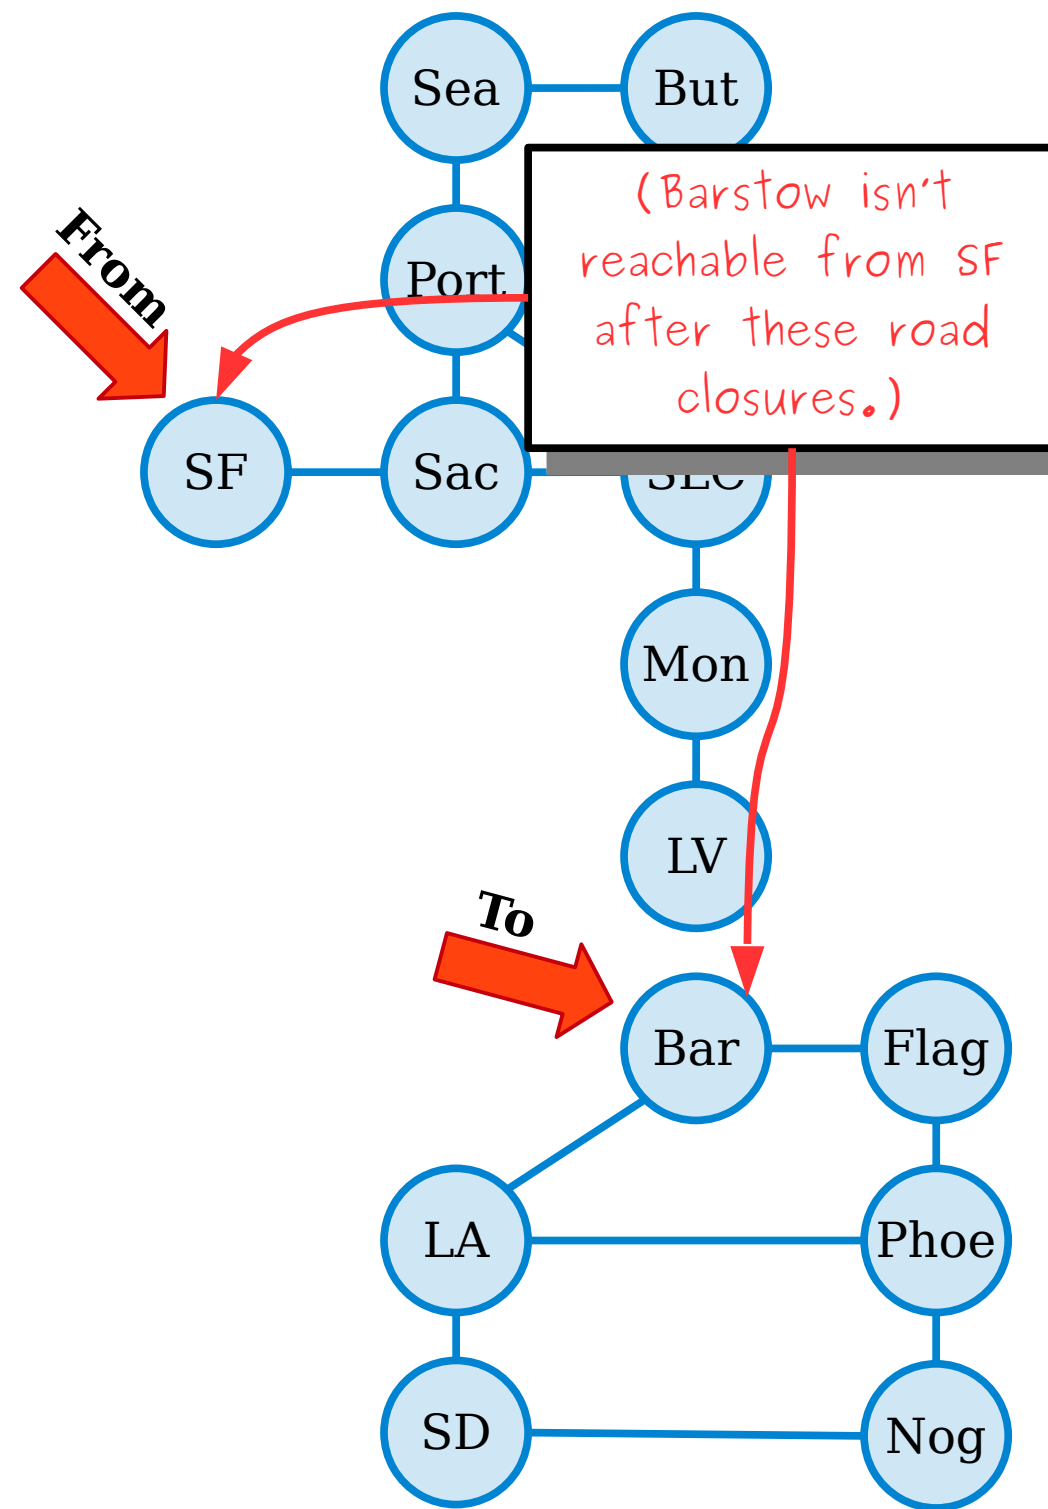 Sea
But
From
(Barstow isn't
reachable from SF
after these road
closures.)
Port
SF
Sac
SLC
Mon
LV
To
Bar
Flag
LA
Phoe
SD
Nog